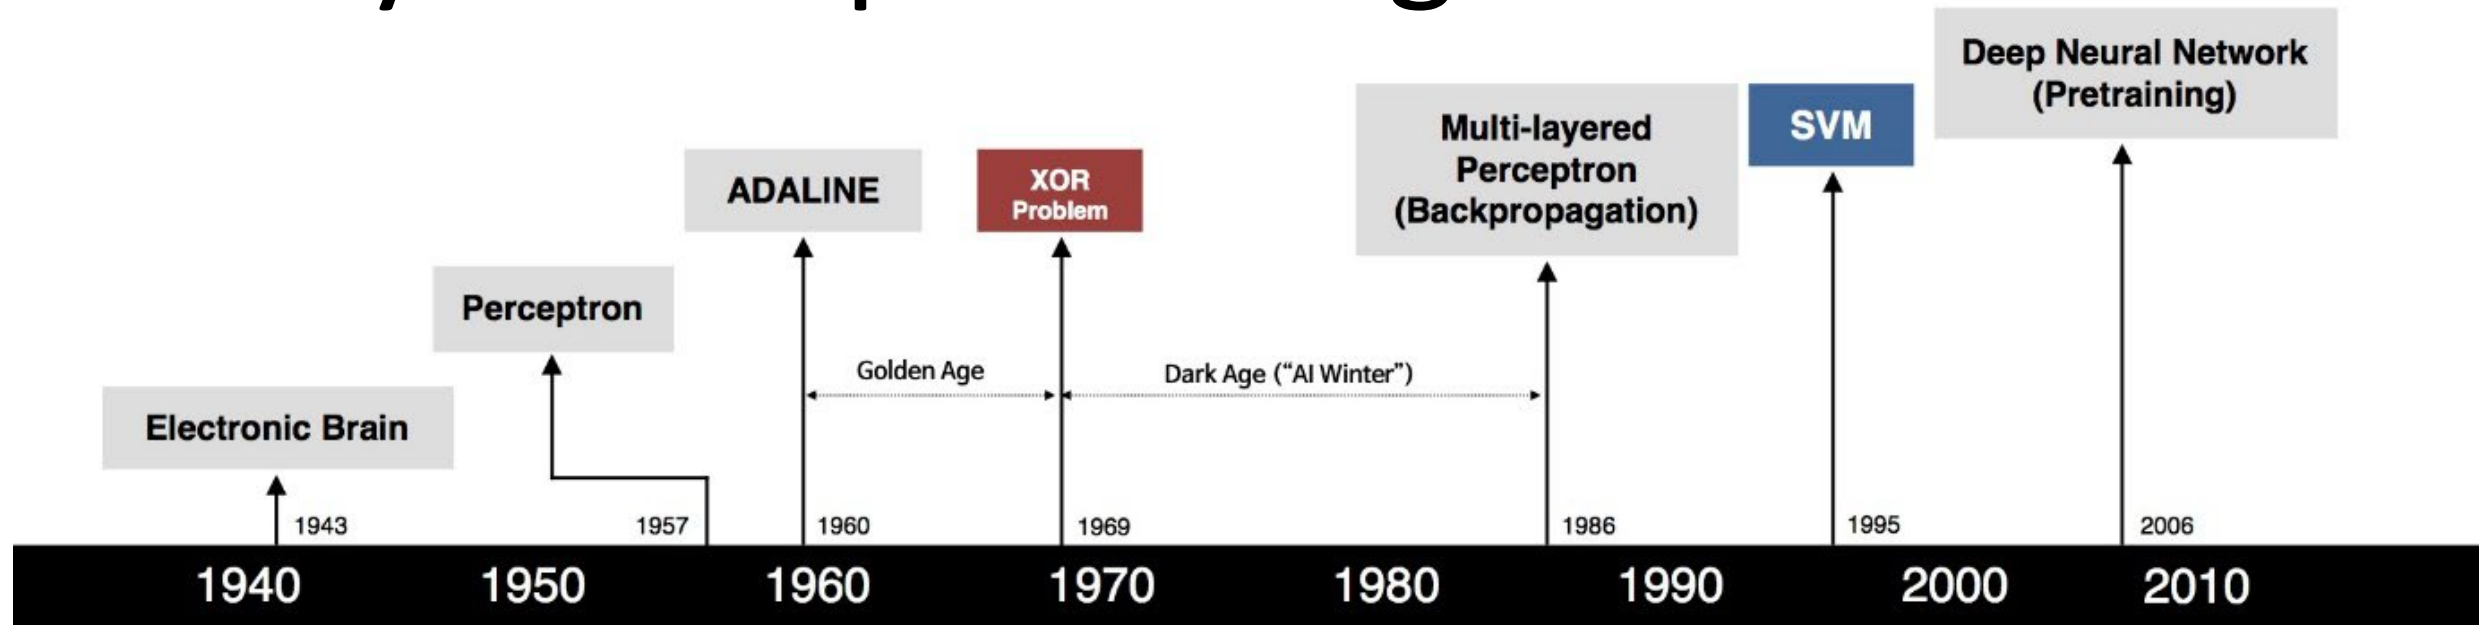 Deep Neural Network
(Pretraining)
Multi-layered
Perceptron
(Backpropagation)
SVM
ADALINE
XOR
Problem
Perceptron
Golden Age
Dark Age (“AI Winter”)
Electronic Brain
1943
1957
1960
1969
1986
1995
2006
1940 1950 1960 1970 1980 1990 2000 2010